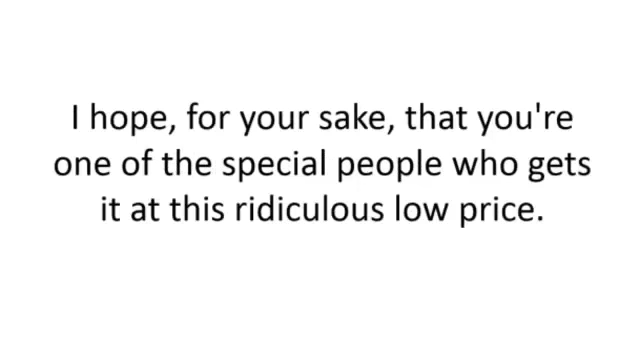 I hope, for your sake, that you're
one of the special people who gets
it at this ridiculous low price.